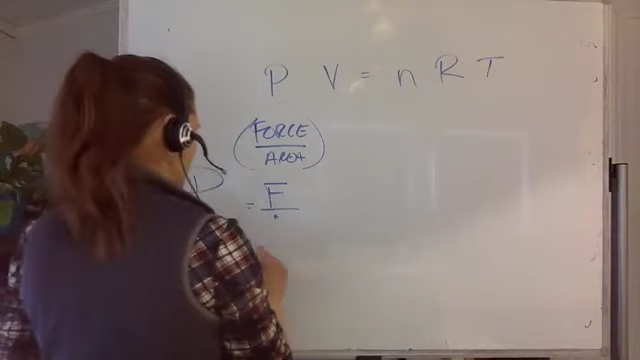 P V = n R T
(FORCE
AREA)
P = F